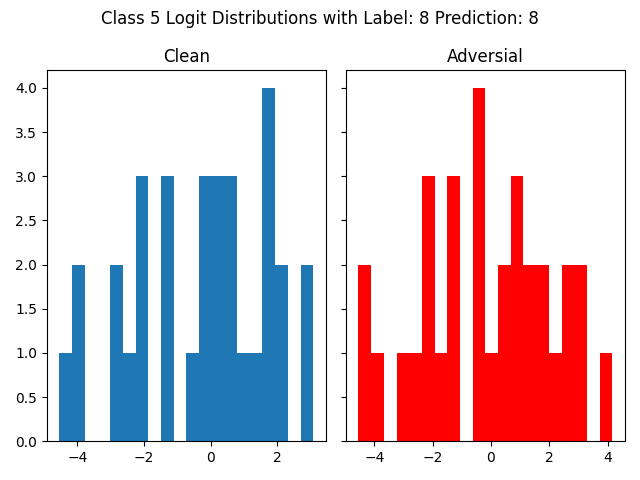 Class 5 Logit Distributions with Label: 8 Prediction: 8
Clean
Adversial
4.0
3.5
3.0
2.5
2.0
1.5
1.0
0.5
0.0
−4 −2 0 2
−4 −2 0 2 4